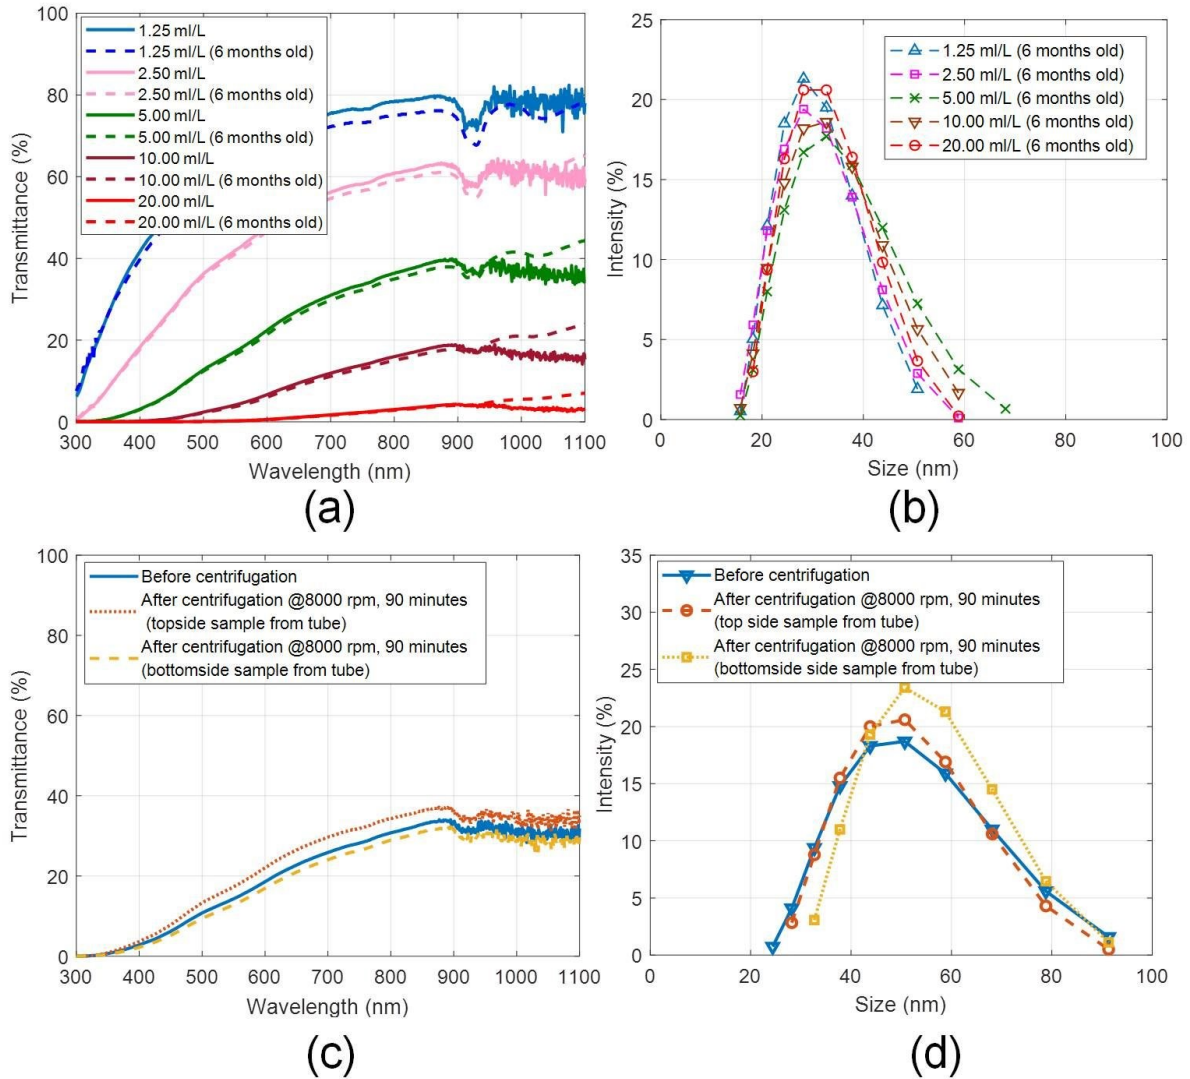 100
80
60
40
20
0
Transmittance (%)
1.25 ml/L
1.25 ml/L (6 months old)
2.50 ml/L
2.50 ml/L (6 months old)
5.00 ml/L
5.00 ml/L (6 months old)
10.00 ml/L
10.00 ml/L (6 months old)
20.00 ml/L
20.00 ml/L (6 months old)
300 400 500 600 700 800 900 1000 1100
Wavelength (nm)
(a)
25
20
15
10
5
0
Intensity (%)
1.25 ml/L (6 months old)
2.50 ml/L (6 months old)
5.00 ml/L (6 months old)
10.00 ml/L (6 months old)
20.00 ml/L (6 months old)
0 20 40 60 80 100
Size (nm)
(b)
100
80
60
40
20
0
Transmittance (%)
Before centrifugation
After centrifugation @8000 rpm, 90 minutes
(topside sample from tube)
After centrifugation @8000 rpm, 90 minutes
(bottomside sample from tube)
300 400 500 600 700 800 900 1000 1100
Wavelength (nm)
(c)
35
30
25
20
15
10
5
0
Intensity (%)
Before centrifugation
After centrifugation @8000 rpm, 90 minutes
(top side sample from tube)
After centrifugation @8000 rpm, 90 minutes
(bottomside side sample from tube)
0 20 40 60 80 100
Size (nm)
(d)